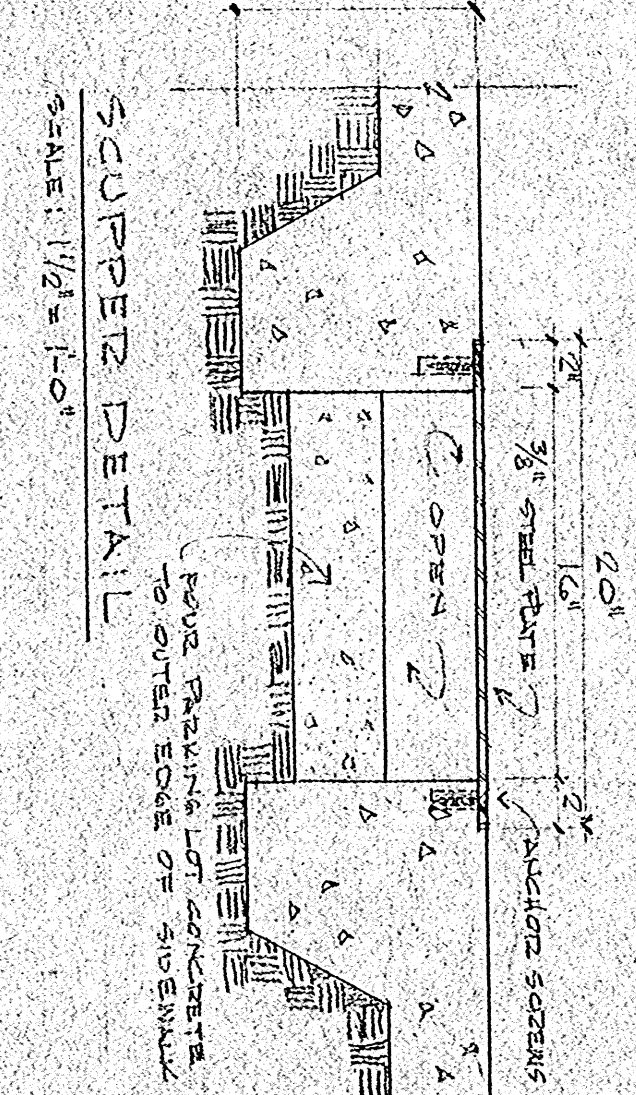 20"
2" 16" 2"
3/8" STEEL PLATE
ANCHOR SCREWS
OPEN
POUR PARKING LOT CONCRETE
TO OUTER EDGE OF SIDEWALK
SCUPPER DETAIL
SCALE: 1 1/2" = 1'-0"